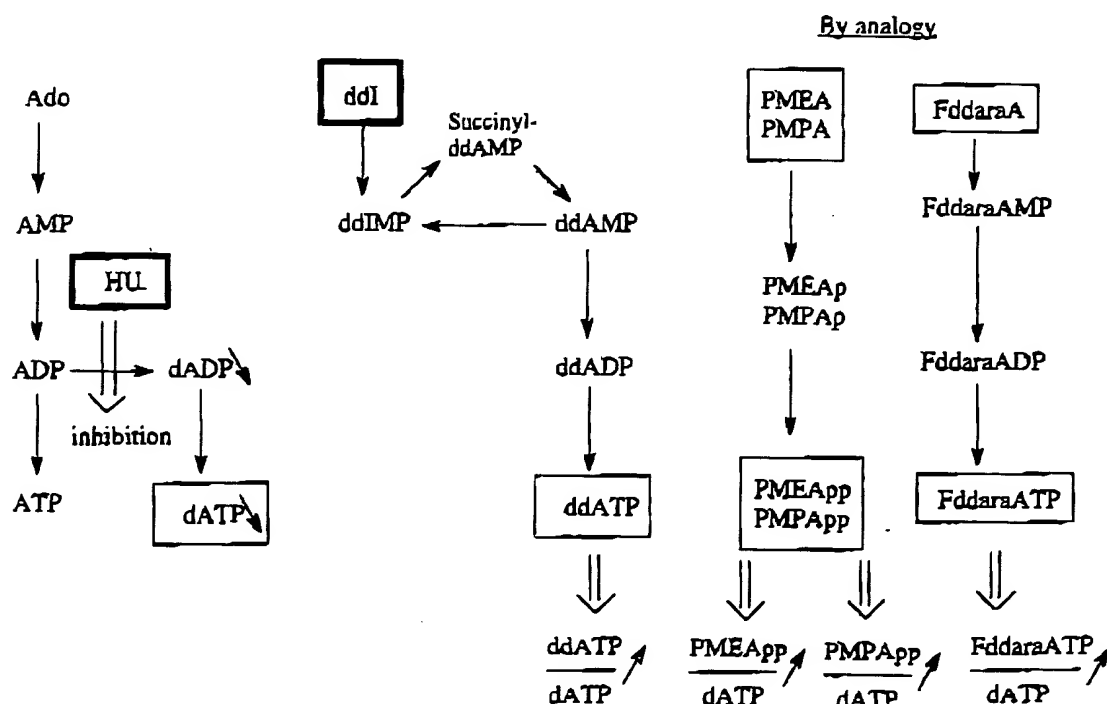 By analogy
Ado
AMP
HU
ADP
dADP
inhibition
ATP
dATP
ddI
Succinyl-
ddAMP
ddIMP
ddAMP
ddADP
ddATP
ddATP
dATP
PMEA
PMPA
PMEAp
PMPAp
PMEApp
PMPApp
PMEApp
dATP
PMPApp
dATP
FddaraA
FddaraAMP
FddaraADP
FddaraATP
FddaraATP
dATP